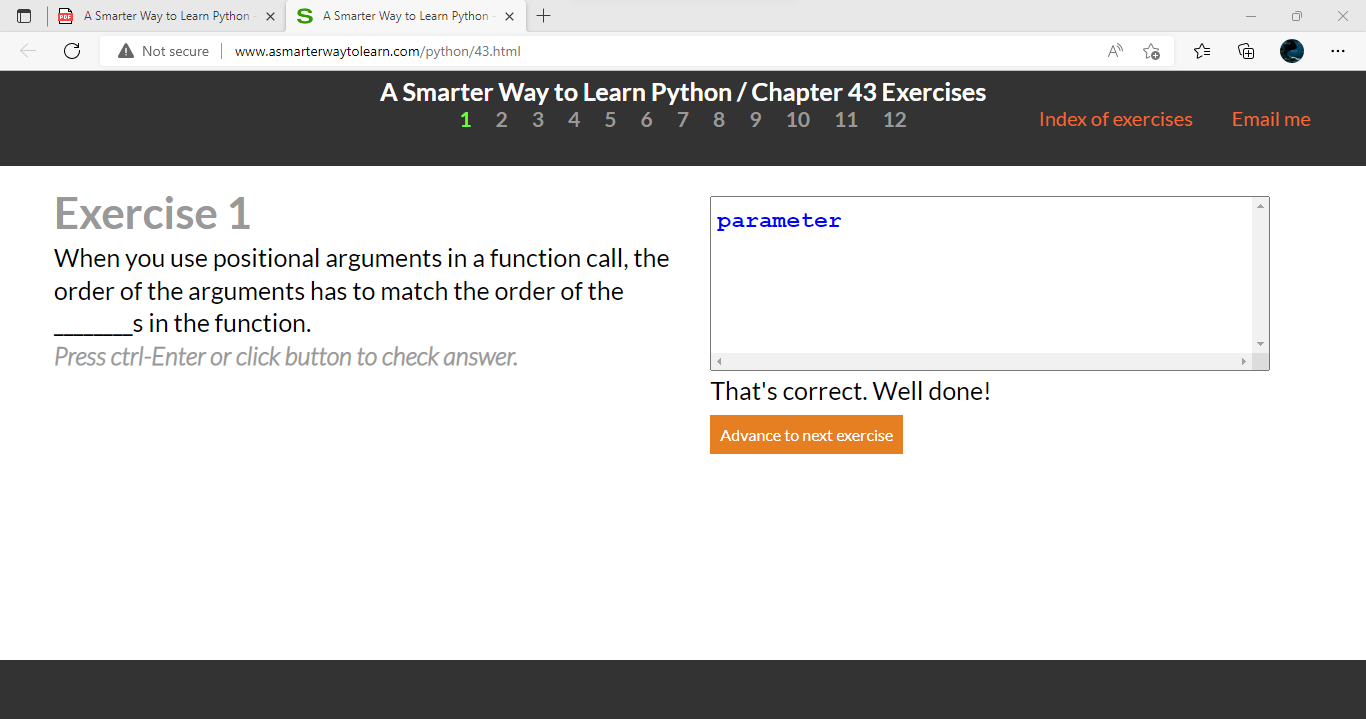 A Smarter Way to Learn Python -
A Smarter Way to Learn Python -
Not secure
www.asmarterwaytolearn.com/python/43.html
A Smarter Way to Learn Python / Chapter 43 Exercises
1 2 3 4 5 6 7 8 9 10 11 12
Index of exercises
Email me
Exercise 1
When you use positional arguments in a function call, the
order of the arguments has to match the order of the
________s in the function.
Press ctrl-Enter or click button to check answer.
parameter
That's correct. Well done!
Advance to next exercise